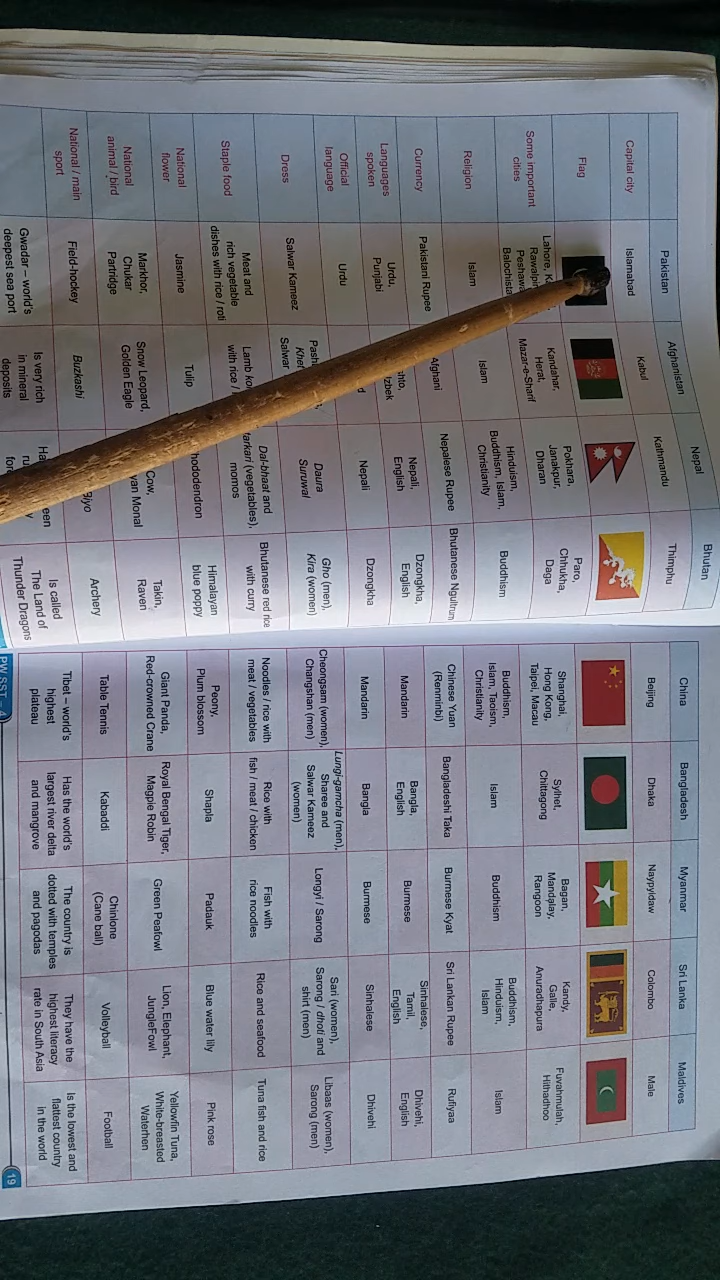 Pakistan
Afghanistan
Nepal
Bhutan
China
Bangladesh
Myanmar
Sri Lanka
Maldives
Capital city
Islamabad
Kabul
Kathmandu
Thimphu
Beijing
Dhaka
Naypyidaw
Colombo
Male
Flag
Some important
cities
Lahore,
Kandahar,
Herat,
Mazar-e-Sharif
Pokhara,
Janakpur,
Dharan
Paro,
Chhukha,
Daga
Shanghai,
Hong Kong,
Taipei, Macau
Sylhet,
Chittagong
Bagan,
Mandalay,
Rangoon
Kandy,
Galle,
Anuradhapura
Fuvahmulah,
Hithadhoo
Religion
Islam
Islam
Hinduism,
Buddhism, Islam,
Christianity
Buddhism
Buddhism,
Islam, Taoism,
Christianity
Islam
Buddhism
Buddhism,
Hinduism,
Islam
Islam
Currency
Pakistani Rupee
Afghani
Nepalese Rupee
Bhutanese Ngultrum
Chinese Yuan
(Renminbi)
Bangladeshi Taka
Burmese Kyat
Sri Lankan Rupee
Rufiyaa
Languages
spoken
Urdu,
Punjabi
Nepali,
English
Dzongkha,
English
Mandarin
Bangla,
English
Burmese
Sinhalese,
Tamil,
English
Dhivehi,
English
Official
language
Urdu
Nepali
Dzongkha
Mandarin
Bangla
Burmese
Sinhalese
Dhivehi
Dress
Salwar Kameez
Salwar
Daura
Suruwal
Gho (men),
Kira (women)
Cheongsam (women),
Changshan (men)
Lungi-gamcha (men),
Sharee and
Salwar Kameez
(women)
Longyi / Sarong
Sari (women),
Sarong / dhoti and
shirt (men)
Libaas (women),
Sarong (men)
Staple food
Meat and
rich vegetable
dishes with rice / roti
Lamb
with rice /
Dal-bhaat and
tarkari (vegetables),
momos
Bhutanese red rice
with curry
Noodles / rice with
meat / vegetables
Rice with
fish / meat / chicken
Fish with
rice noodles
Rice and seafood
Tuna fish and rice
National
flower
Jasmine
Tulip
Himalayan
blue poppy
Peony,
Plum blossom
Shapla
Padauk
Blue water lily
Pink rose
National
animal / bird
Markhor,
Chukar
Partridge
Snow Leopard,
Golden Eagle
Cow,
Monal
Takin,
Raven
Giant Panda,
Red-crowned Crane
Royal Bengal Tiger,
Magpie Robin
Green Peafowl
Lion, Elephant,
JungleFowl
Yellowfin Tuna,
White-breasted
Waterhen
National / main
sport
Field-hockey
Buzkashi
Archery
Table Tennis
Kabaddi
Chinlone
(Cane ball)
Volleyball
Football
Gwadar – world's
deepest sea port
Is very rich
in mineral
deposits
Is called
The Land of
Thunder Dragons
Tibet – world's
highest
plateau
Has the world's
largest river delta
and mangrove
The country is
dotted with temples
and pagodas
They have the
highest literacy
rate in South Asia
Is the lowest and
flattest country
in the world
PW SST – 4
19